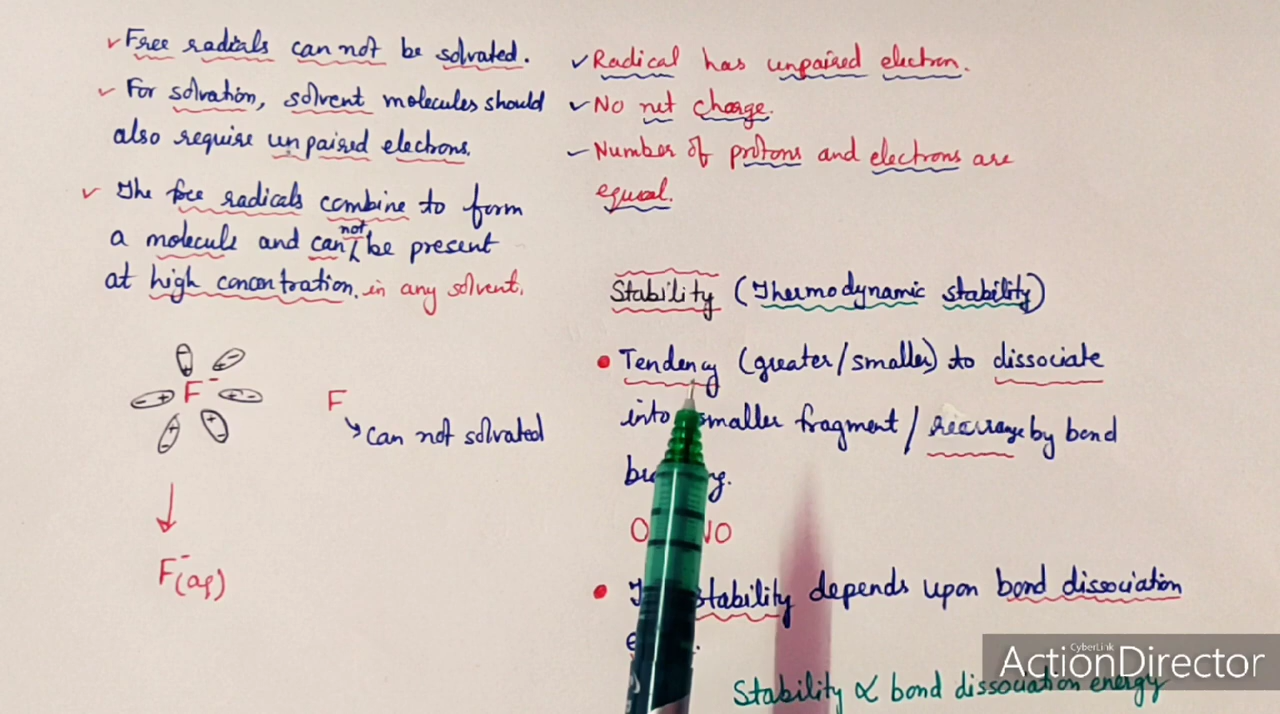 Free radicals can not be solvated.
For solvation, solvent molecules should
also require unpaired electrons.
The free radicals combine to form
a molecule and can not be present
at high concentration. in any solvent.
F⁻
F
can not solvated
F⁻(aq)
Radical has unpaired electron.
No net charge.
Number of protons and electrons are
equal.
Stability (Thermodynamic stability)
Tendency (greater/smaller) to dissociate
into smaller fragment / rearrange by bond
stability depends upon bond dissociation
Stability ∝ bond dissociation energy
CyberLink
ActionDirector